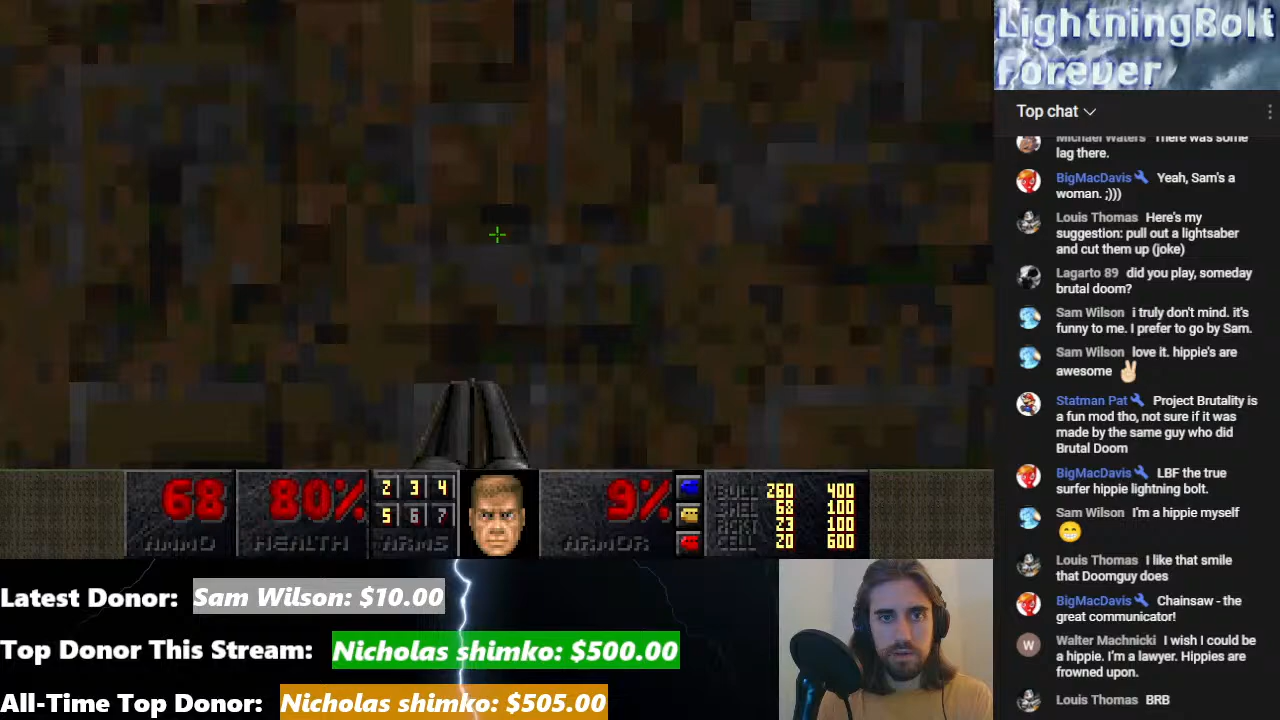 LightningBolt
Forever
Top chat
Michael Waters There was some
lag there.
BigMacDavis Yeah, Sam's a
woman. ;)))
Louis Thomas Here's my
suggestion: pull out a lightsaber
and cut them up (joke)
Lagarto 89 did you play, someday
brutal doom?
Sam Wilson i truly don't mind. it's
funny to me. I prefer to go by Sam.
Sam Wilson love it. hippie's are
awesome ✌🏻
Statman Pat Project Brutality is
a fun mod tho, not sure if it was
made by the same guy who did
Brutal Doom
BigMacDavis LBF the true
surfer hippie lightning bolt.
Sam Wilson I'm a hippie myself
😁
Louis Thomas I like that smile
that Doomguy does
BigMacDavis Chainsaw - the
great communicator!
W
Walter Machnicki I wish I could be
a hippie. I'm a lawyer. Hippies are
frowned upon.
Louis Thomas BRB
68 80% 2 3 4 9%
5 6 7
AMMO HEALTH ARMS ARMOR
BULL 260 400
SHEL 68 100
RCKT 23 100
CELL 20 600
Latest Donor: Sam Wilson: $10.00
Top Donor This Stream: Nicholas shimko: $500.00
All-Time Top Donor: Nicholas shimko: $505.00